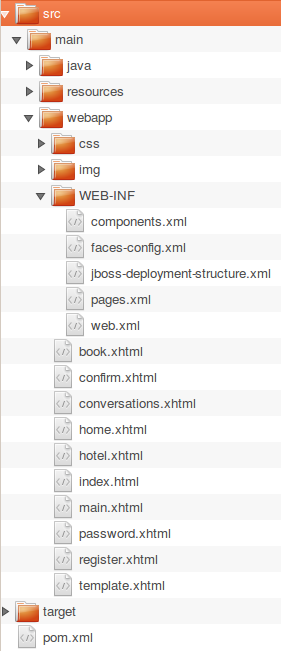 src
main
java
resources
webapp
css
img
WEB-INF
components.xml
faces-config.xml
jboss-deployment-structure.xml
pages.xml
web.xml
book.xhtml
confirm.xhtml
conversations.xhtml
home.xhtml
hotel.xhtml
index.html
main.xhtml
password.xhtml
register.xhtml
template.xhtml
target
pom.xml